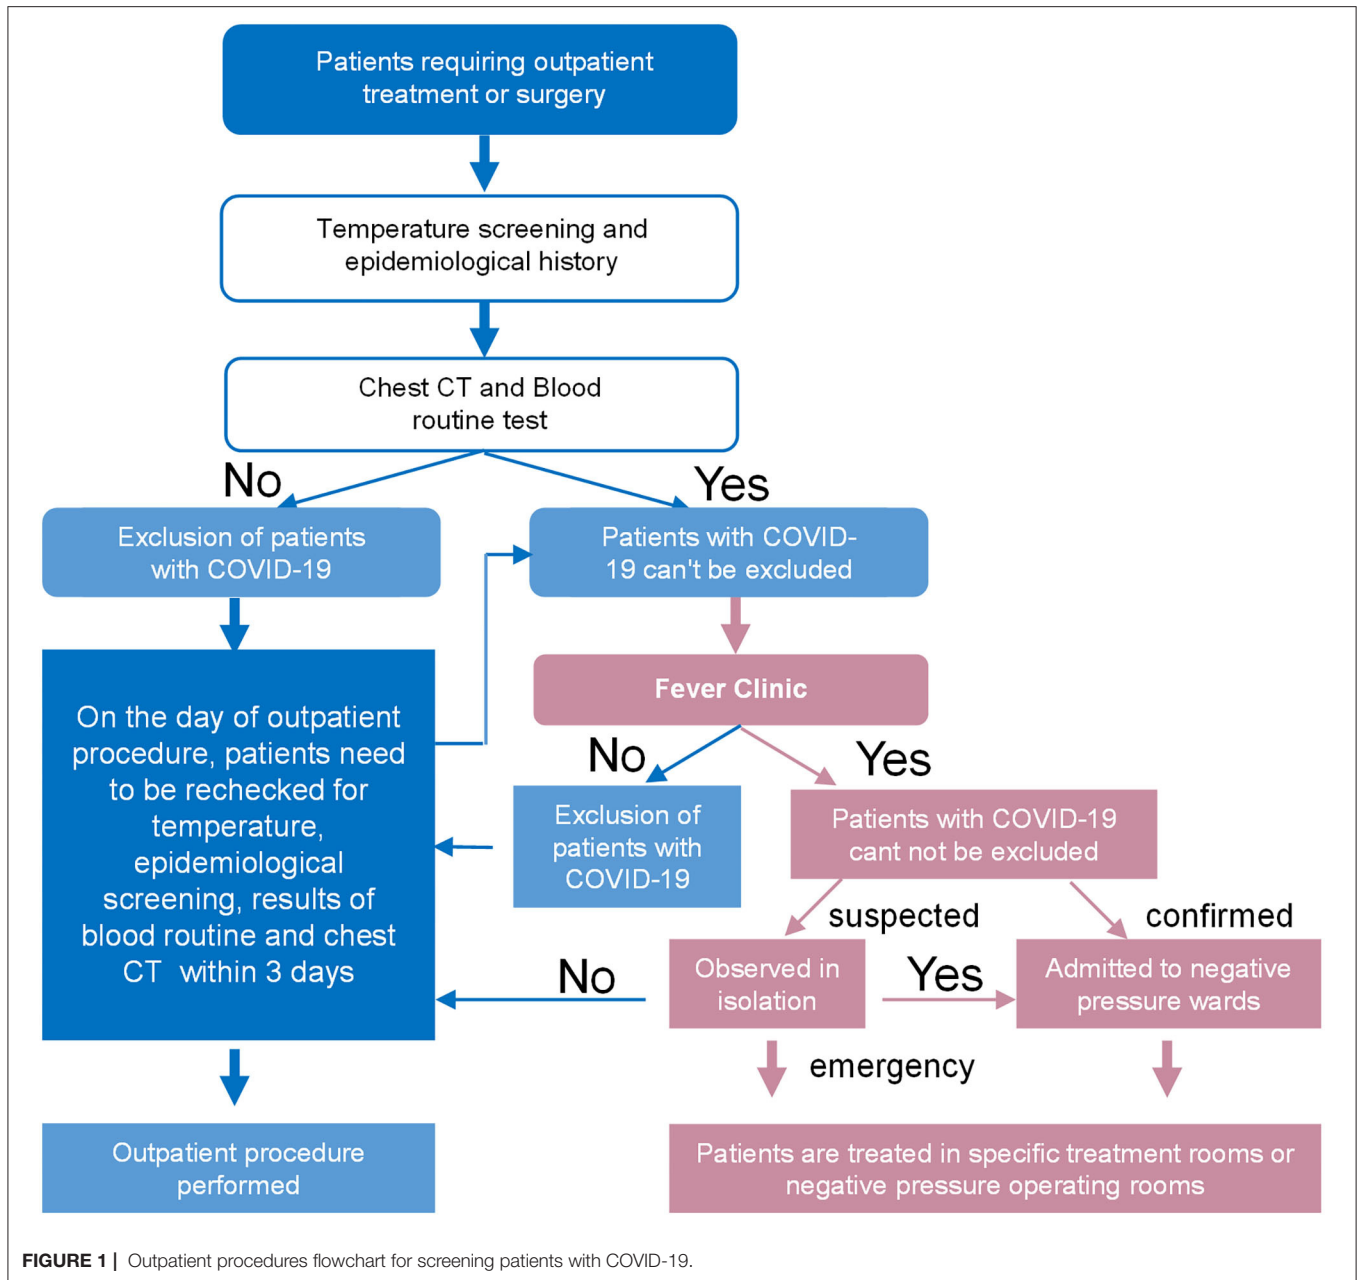 Patients requiring outpatient
treatment or surgery
Temperature screening and
epidemiological history
Chest CT and Blood
routine test
No
Yes
Exclusion of patients
with COVID-19
Patients with COVID-
19 can't be excluded
Fever Clinic
On the day of outpatient
procedure, patients need
to be rechecked for
temperature,
epidemiological
screening, results of
blood routine and chest
CT within 3 days
No
Yes
Exclusion of
patients with
COVID-19
Patients with COVID-19
cant not be excluded
suspected
confirmed
No
Observed in
isolation
Yes
Admitted to negative
pressure wards
emergency
Outpatient procedure
performed
Patients are treated in specific treatment rooms or
negative pressure operating rooms
FIGURE 1 | Outpatient procedures flowchart for screening patients with COVID-19.